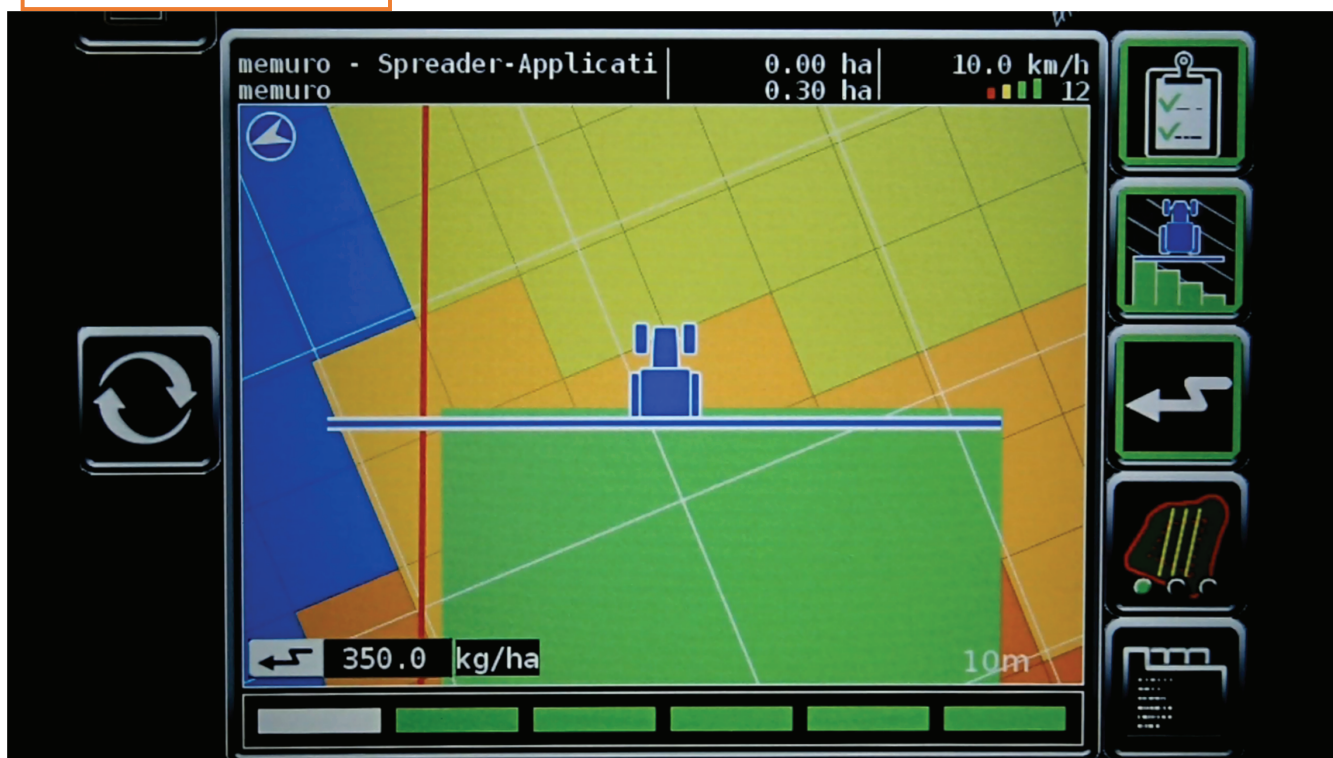 memuro - Spreader-Applicati
0.00 ha
10.0 km/h
memuro
0.30 ha
12
350.0 kg/ha
10m